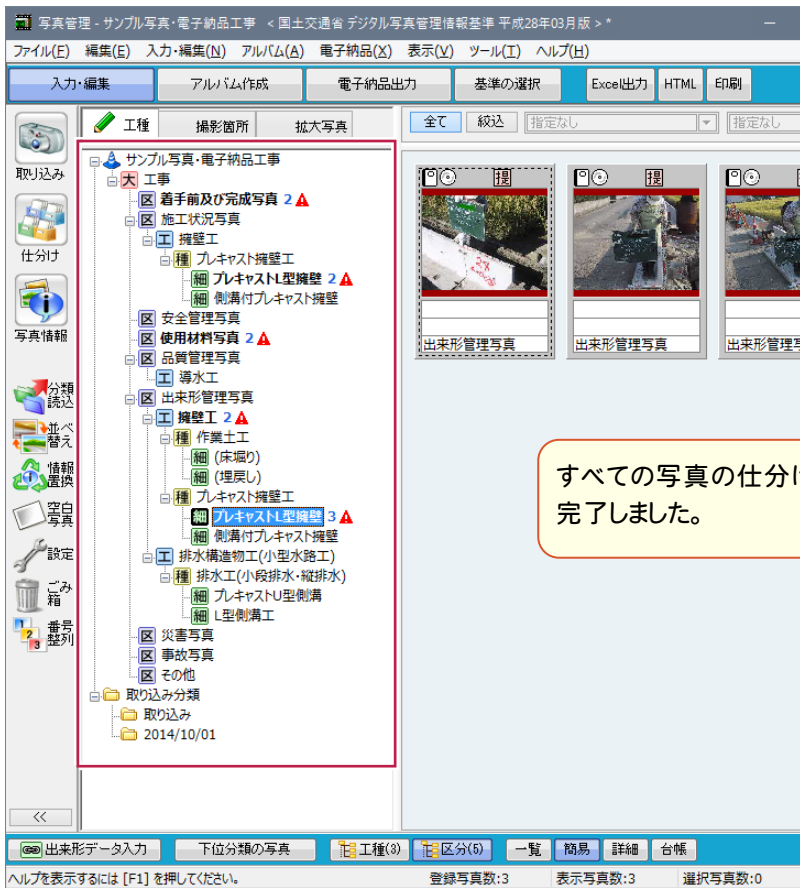 写真管理 - サンプル写真・電子納品工事 < 国土交通省 デジタル写真管理情報基準 平成28年03月版 > *
ファイル(F) 編集(E) 入力・編集(N) アルバム(A) 電子納品(X) 表示(V) ツール(T) ヘルプ(H)
入力・編集 アルバム作成 電子納品出力 基準の選択 Excel出力 HTML 印刷
工種 撮影箇所 拡大写真 全て 絞込 指定なし 指定なし
取り込み
仕分け
写真情報
分類読込
並べ替え
情報置換
空白写真
設定
ごみ箱
番号整列
サンプル写真・電子納品工事
大 工事
区 着手前及び完成写真 2
区 施工状況写真
工 擁壁工
種 プレキャスト擁壁工
細 プレキャストL型擁壁 2
細 側溝付プレキャスト擁壁
区 安全管理写真
区 使用材料写真 2
区 品質管理写真
工 導水工
区 出来形管理写真
工 擁壁工 2
種 作業土工
細 (床堀り)
細 (埋戻し)
種 プレキャスト擁壁工
細 プレキャストL型擁壁 3
細 側溝付プレキャスト擁壁
工 排水構造物工(小型水路工)
種 排水工(小段排水・縦排水)
細 プレキャストU型側溝
細 L型側溝工
区 災害写真
区 事故写真
区 その他
取り込み分類
取り込み
2014/10/01
提 提
出来形管理写真 出来形管理写真 出来形管理写
すべての写真の仕分け
完了しました。
<<
出来形データ入力 下位分類の写真 工種(3) 区分(5) 一覧 簡易 詳細 台帳
ヘルプを表示するには [F1] を押してください。 登録写真数:3 表示写真数:3 選択写真数:0